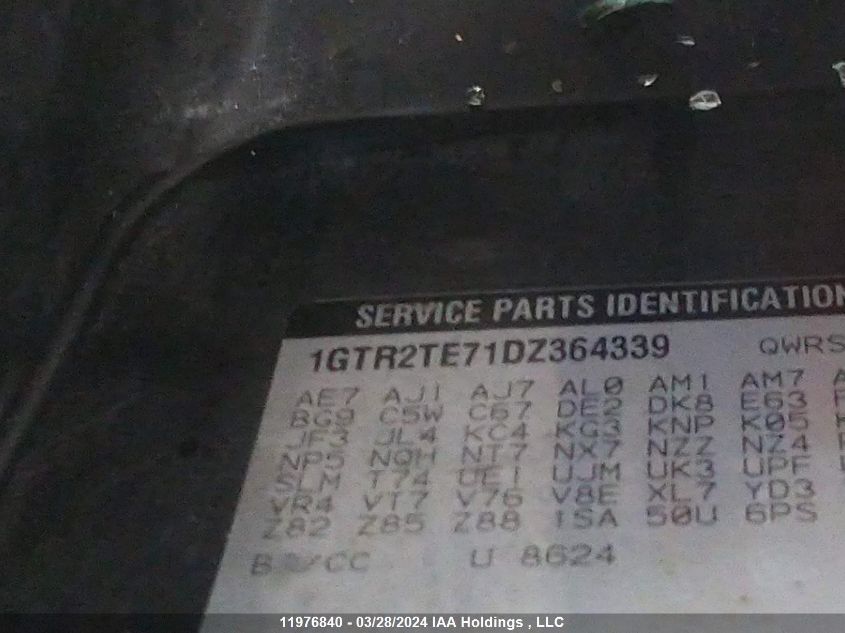 SERVICE PARTS IDENTIFICATION
1GTR2TE71DZ364339 QWRS
AE7 AJ1 AJ7 AL0 AM1 AM7 A
BG9 C5W C67 DE2 DK8 E63 F
JF3 JL4 KC4 KG3 KNP K05
NP5 NQH NT7 NX7 NZZ NZ4
SLM T74 UE1 UJM UK3 UPF
VR4 VT7 V76 V8E XL7 YD3
Z82 Z85 Z88 1SA 50U 6PS
U 8624
11976840 - 03/28/2024 IAA Holdings , LLC